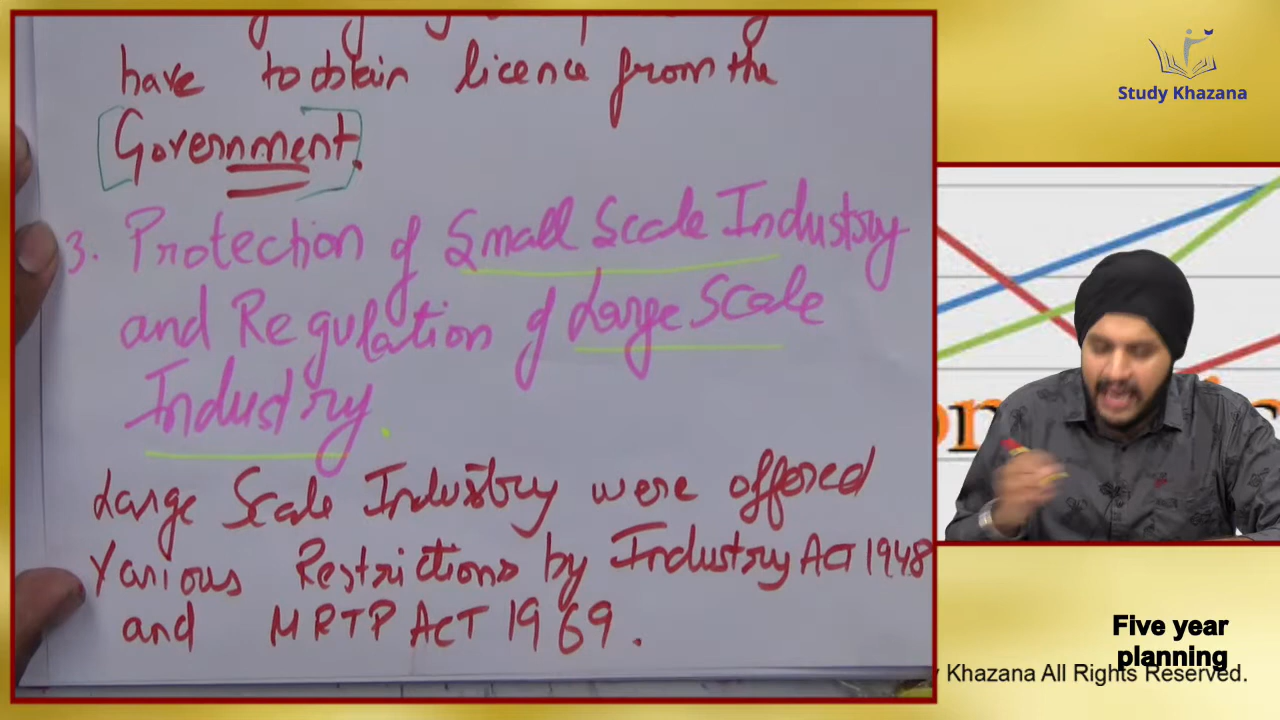 have to obtain licence from the
Government.
3. Protection of Small Scale Industry
and Regulation of Large Scale
Industry.
Large Scale Industry were offered
Various Restrictions by Industry ACT 1948
and MRTP ACT 1969.
Study Khazana
Five year
planning
Khazana All Rights Reserved.